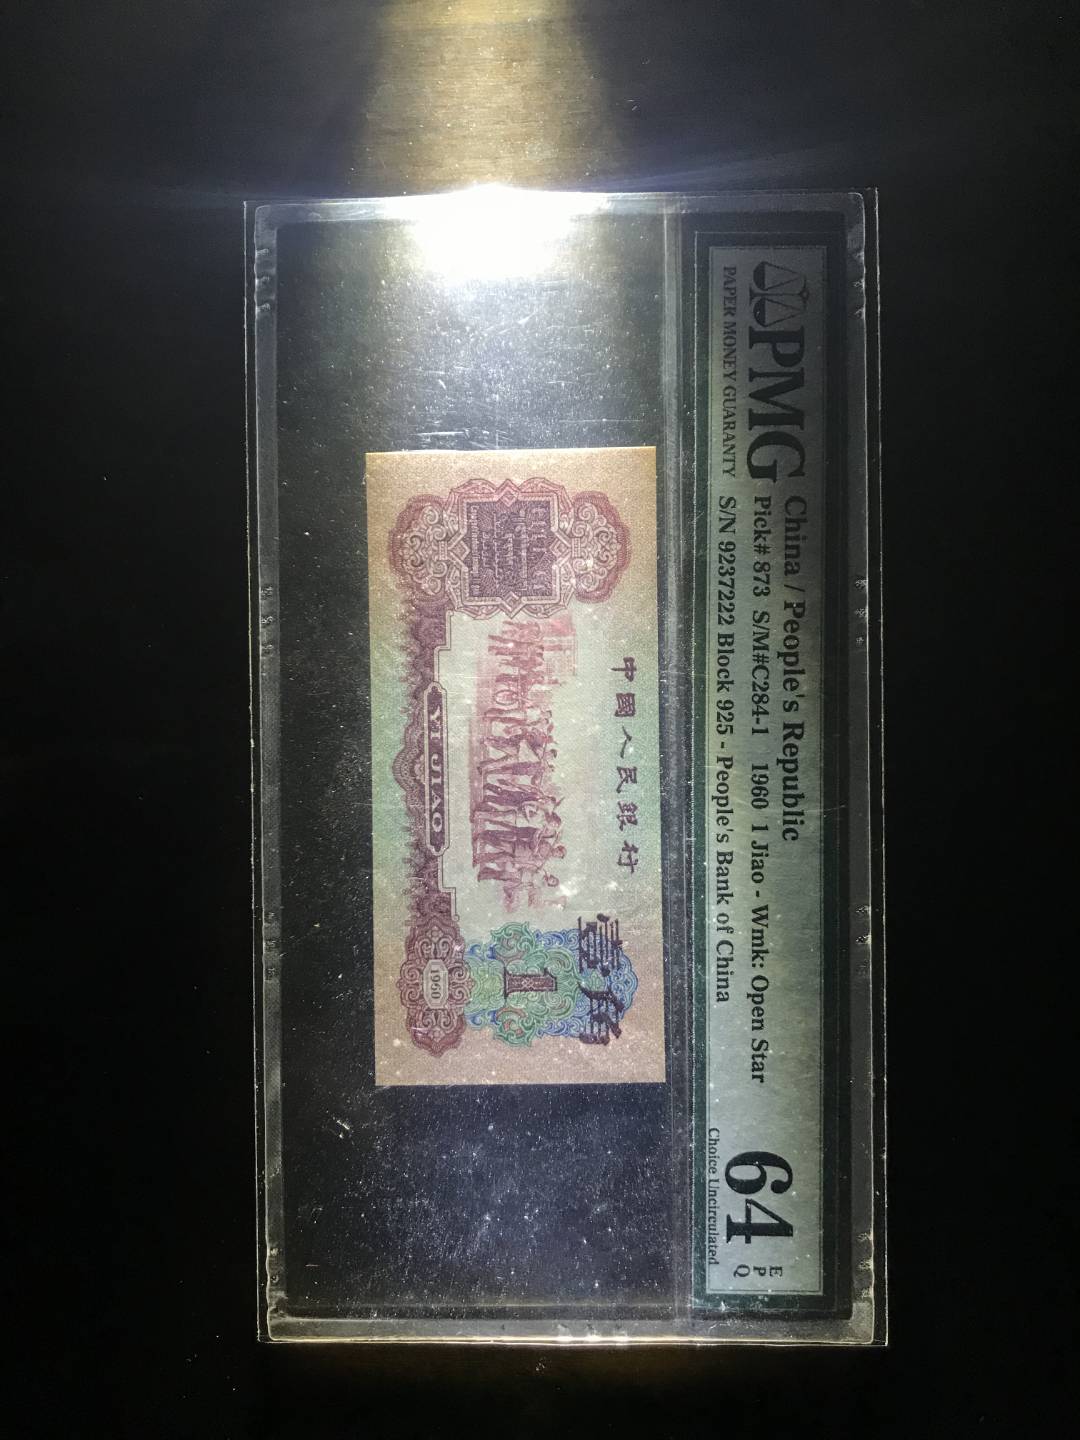 PMG
PAPER MONEY GUARANTY
China / People's Republic
Pick# 873 S/M#C284-1 1960 1 Jiao - Wmk: Open Star
S/N 9237222 Block 925 - People's Bank of China
64
E
P
Q
Choice Uncirculated
中國人民銀行
壹角
1
YI JIAO
1960